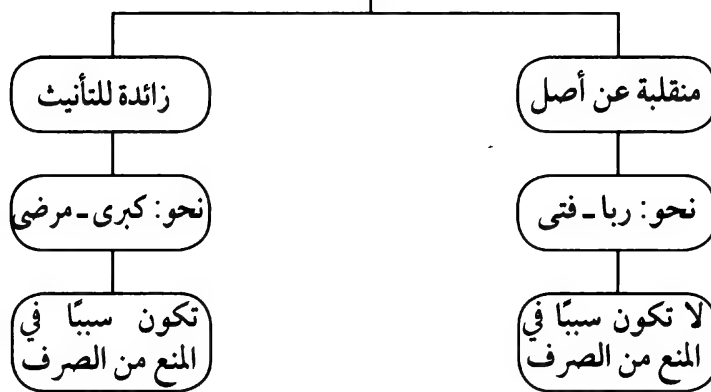 منقلبة عن أصل
زائدة للتأنيث
نحو: ربا ـ فتى
نحو: كبرى ـ مرضى
لا تكون سببًا في
المنع من الصرف
تكون سببًا في
المنع من الصرف